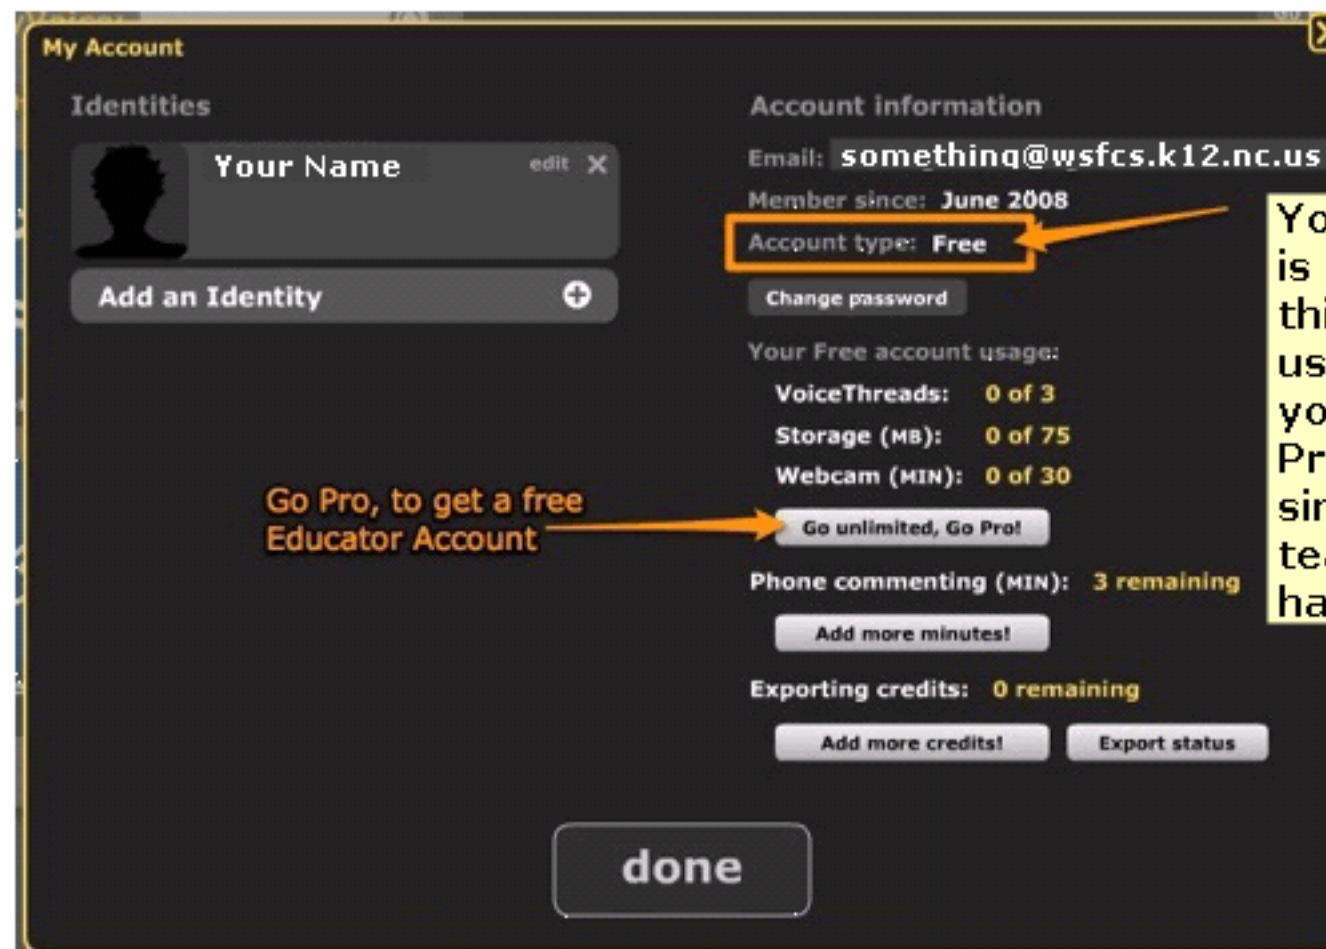 My Account
Identities
Your Name
edit
Add an Identity
Account information
Email: something@wsfcs.k12.nc.us
Member since: June 2008
Account type: Free
Change password
Your Free account usage:
VoiceThreads: 0 of 3
Storage (MB): 0 of 75
Webcam (MIN): 0 of 30
Go unlimited, Go Pro!
Phone commenting (MIN): 3 remaining
Add more minutes!
Exporting credits: 0 remaining
Add more credits!
Export status
Go Pro, to get a free
Educator Account
is
done